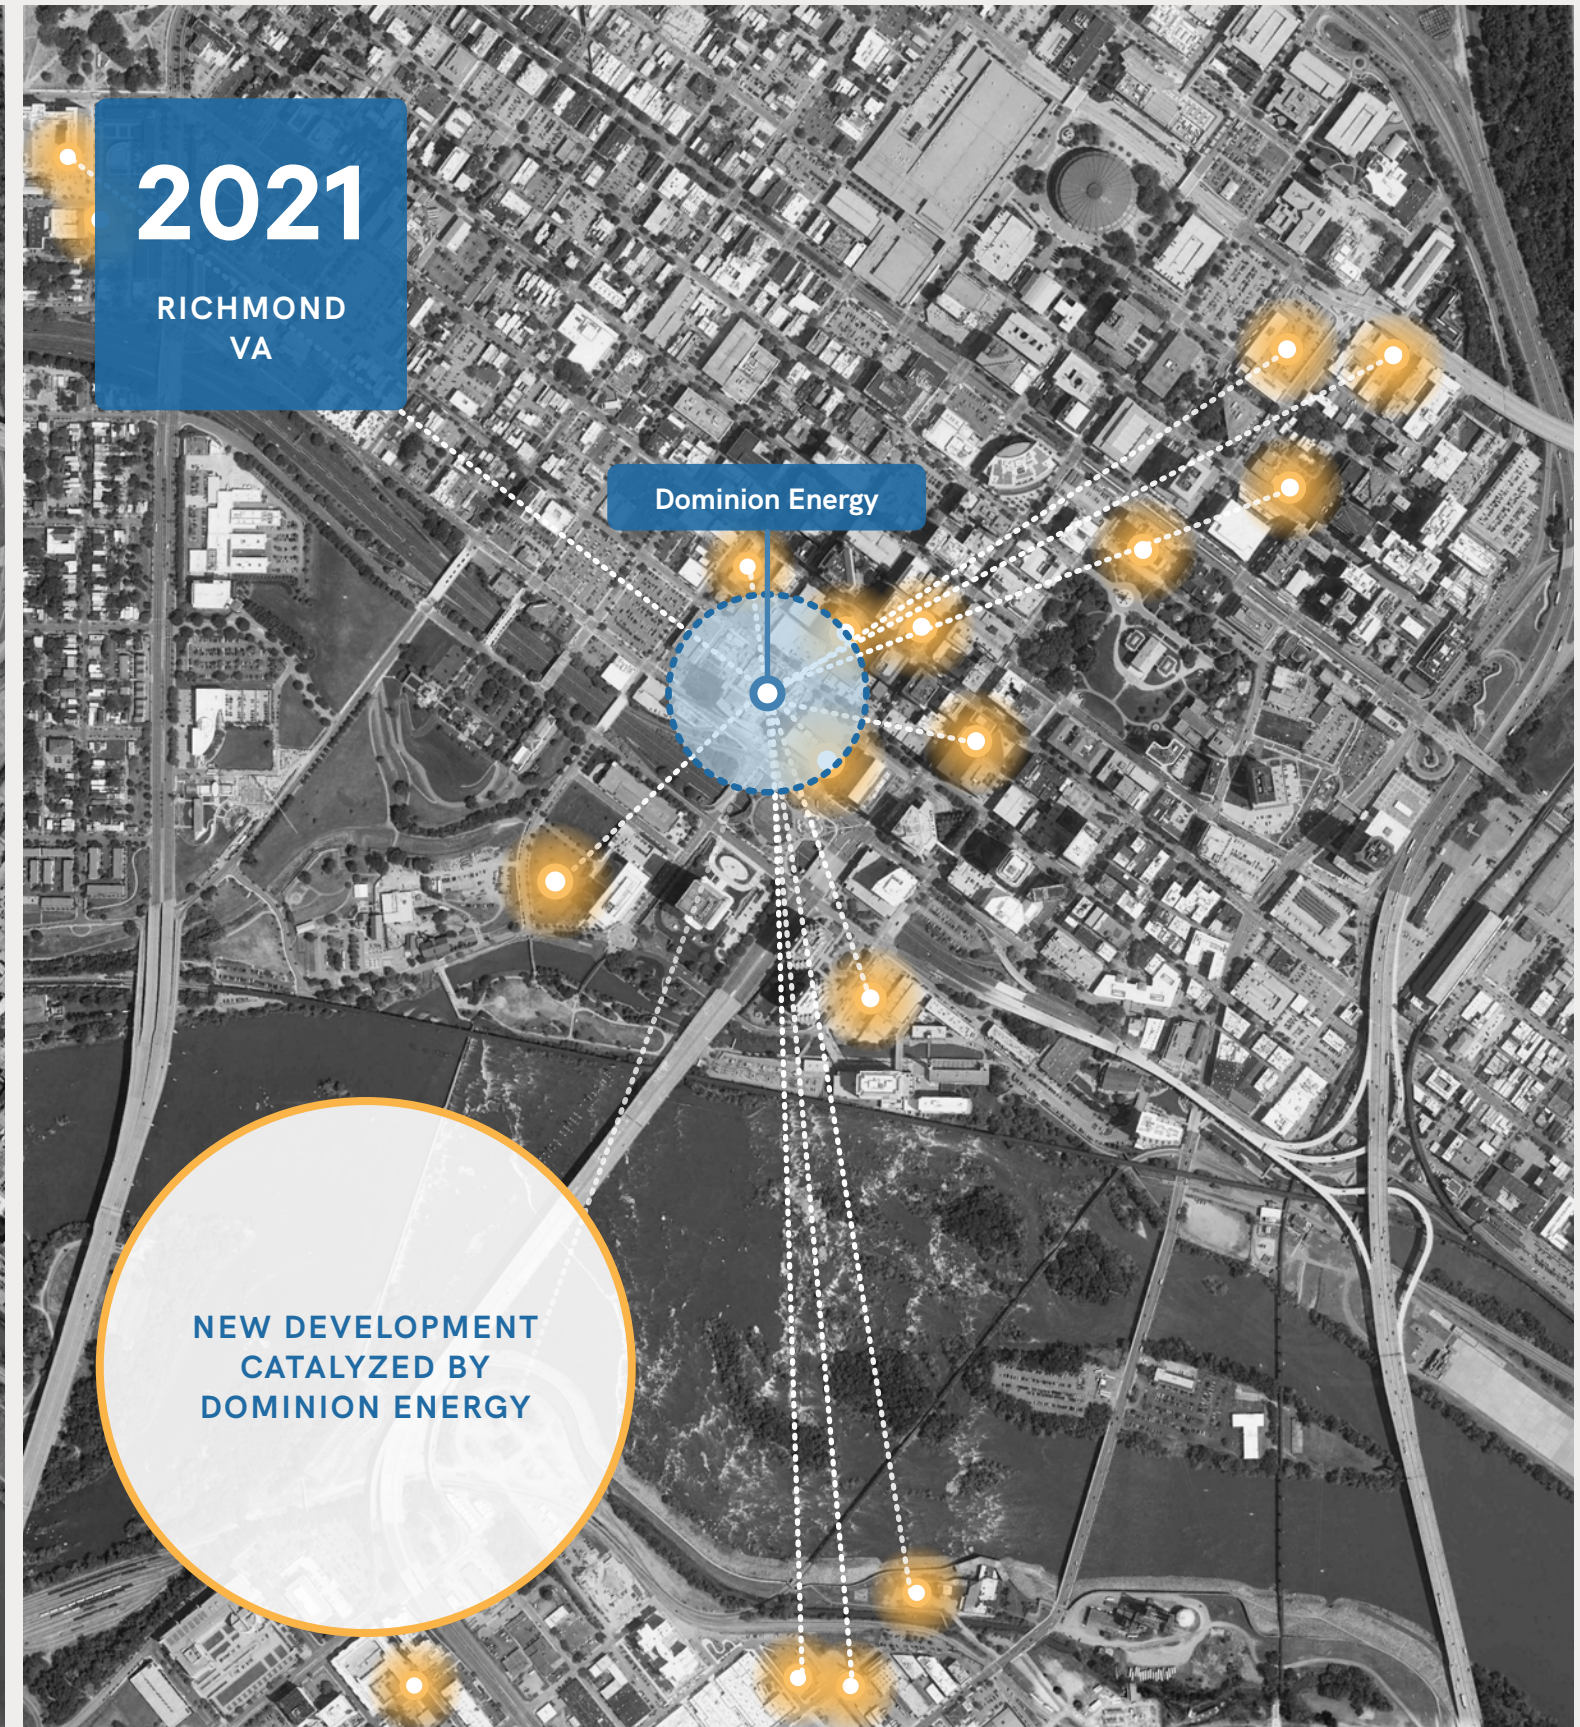 2021
RICHMOND
VA
Dominion Energy
NEW DEVELOPMENT
CATALYZED BY
DOMINION ENERGY